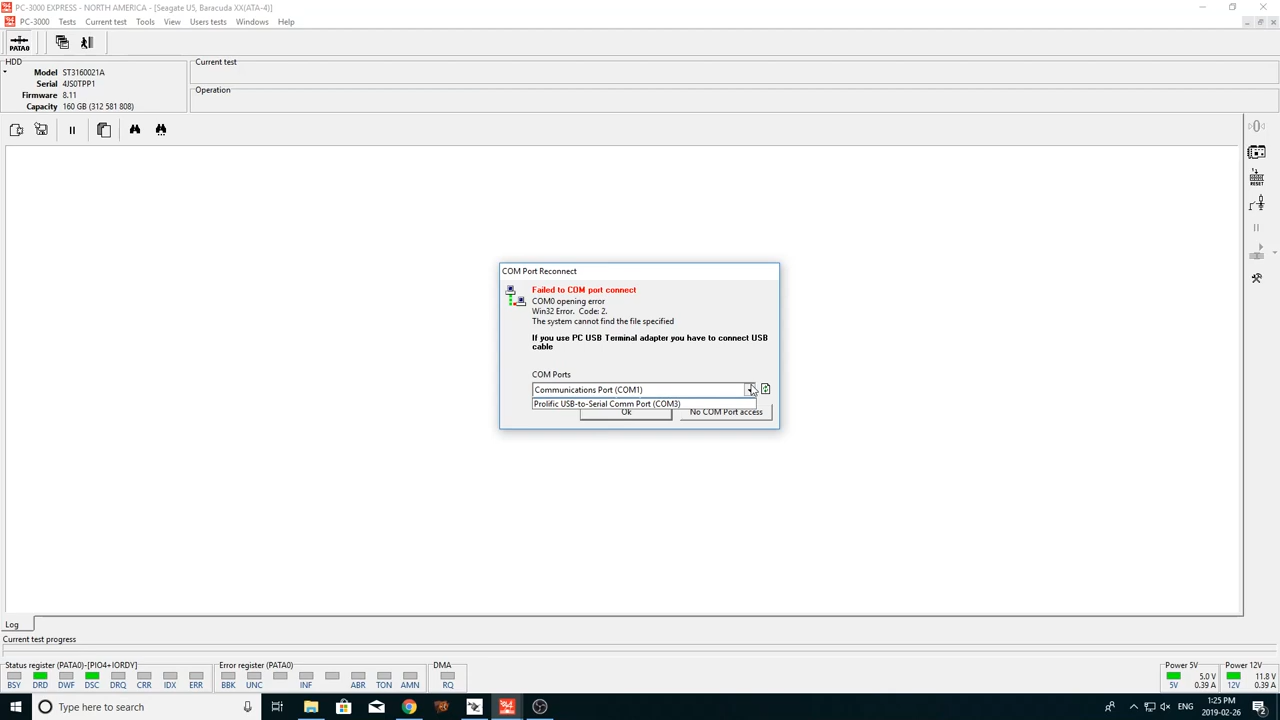 PC-3000 EXPRESS - NORTH AMERICA - [Seagate U5, Baracuda XX(ATA-4)]
PC-3000 Tests Current test Tools View Users tests Windows Help
PATA0
HDD
Model ST3160021A
Serial 4JS0TPP1
Firmware 8.11
Capacity 160 GB (312 581 808)
Current test
Operation
RESET
COM Port Reconnect
Failed to COM port connect
COM0 opening error
Win32 Error. Code: 2.
The system cannot find the file specified
If you use PC USB Terminal adapter you have to connect USB
cable
COM Ports
Communications Port (COM1)
Prolific USB-to-Serial Comm Port (COM3)
Ok No COM Port access
Log
Current test progress
Status register (PATA0)-[PIO4+IORDY]
BSY DRD DWF DSC DRQ CRR IDX ERR
Error register (PATA0)
BBK UNC INF ABR TON AMN
DMA
RQ
Power 5V
5.0 V
5V 0.39 A
Power 12V
11.8 V
12V 0.39 A
Type here to search
ENG
1:25 PM
2019-02-26
2